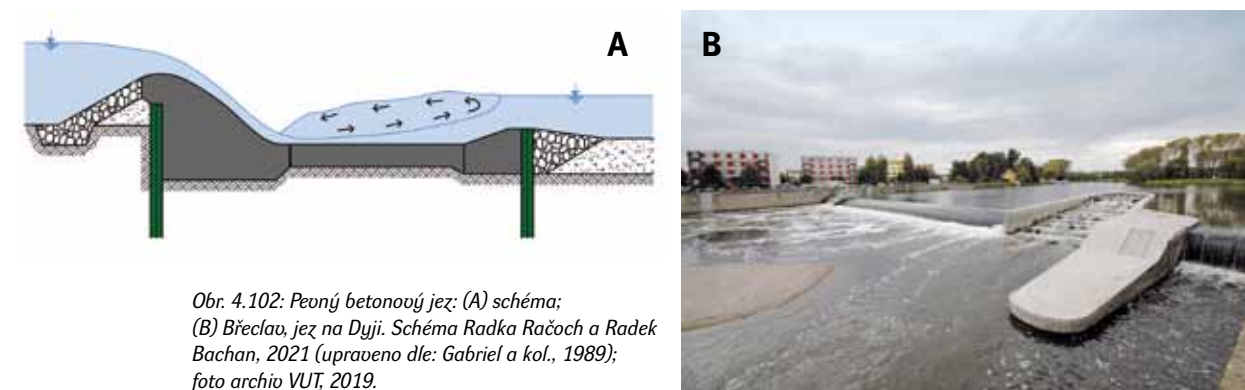 A
B
Obr. 4.102: Pevný betonový jez: (A) schéma;
(B) Břeclav, jez na Dyji. Schéma Radka Račoch a Radek
Bachan, 2021 (upraveno dle: Gabriel a kol., 1989);
foto archiv VUT, 2019.